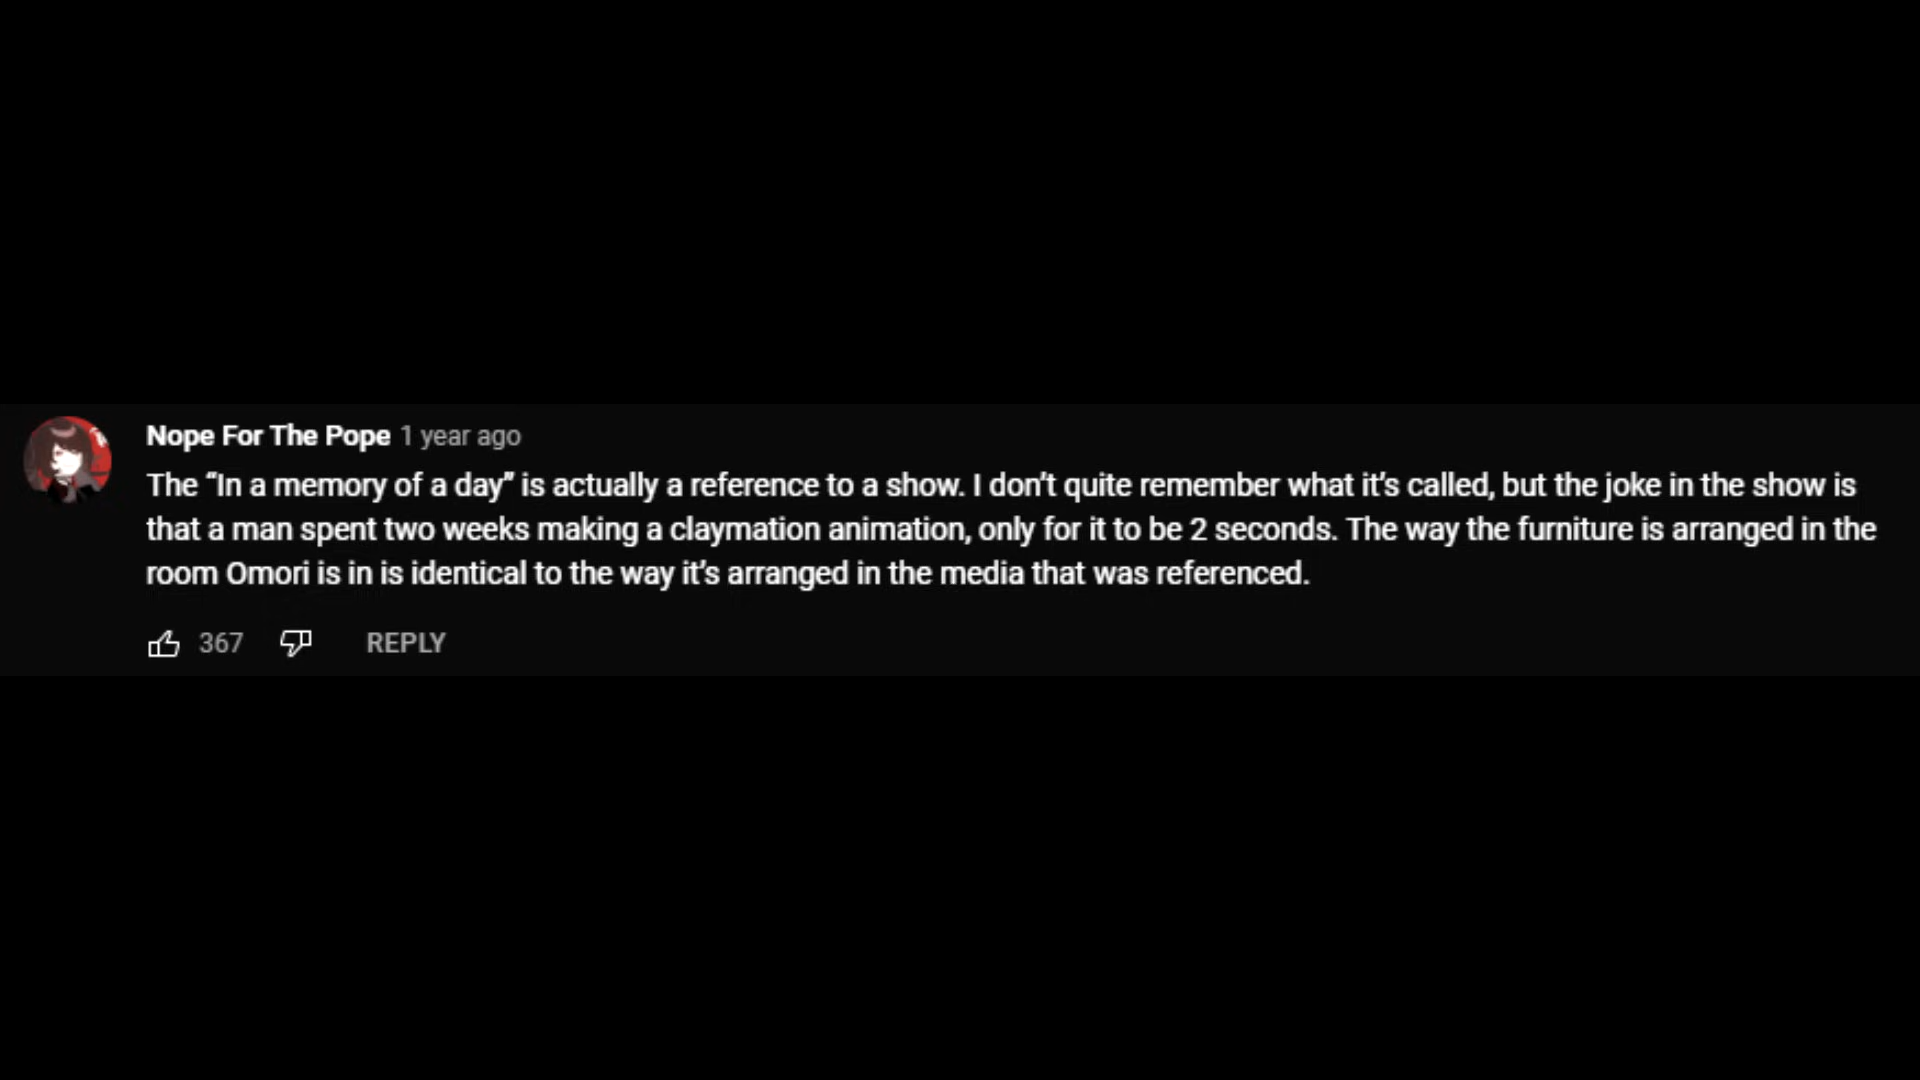 Nope For The Pope 1 year ago
The “In a memory of a day” is actually a reference to a show. I don’t quite remember what it’s called, but the joke in the show is
that a man spent two weeks making a claymation animation, only for it to be 2 seconds. The way the furniture is arranged in the
room Omori is in is identical to the way it’s arranged in the media that was referenced.
367 REPLY